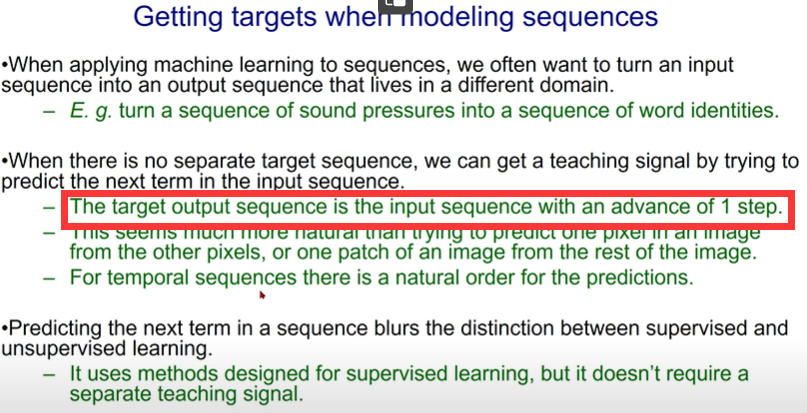 Getting targets when modeling sequences
•When applying machine learning to sequences, we often want to turn an input
sequence into an output sequence that lives in a different domain.
– E. g. turn a sequence of sound pressures into a sequence of word identities.
•When there is no separate target sequence, we can get a teaching signal by trying to
predict the next term in the input sequence.
– The target output sequence is the input sequence with an advance of 1 step.
– This seems much more natural than trying to predict one pixel in an image
from the other pixels, or one patch of an image from the rest of the image.
– For temporal sequences there is a natural order for the predictions.
•Predicting the next term in a sequence blurs the distinction between supervised and
unsupervised learning.
– It uses methods designed for supervised learning, but it doesn’t require a
separate teaching signal.